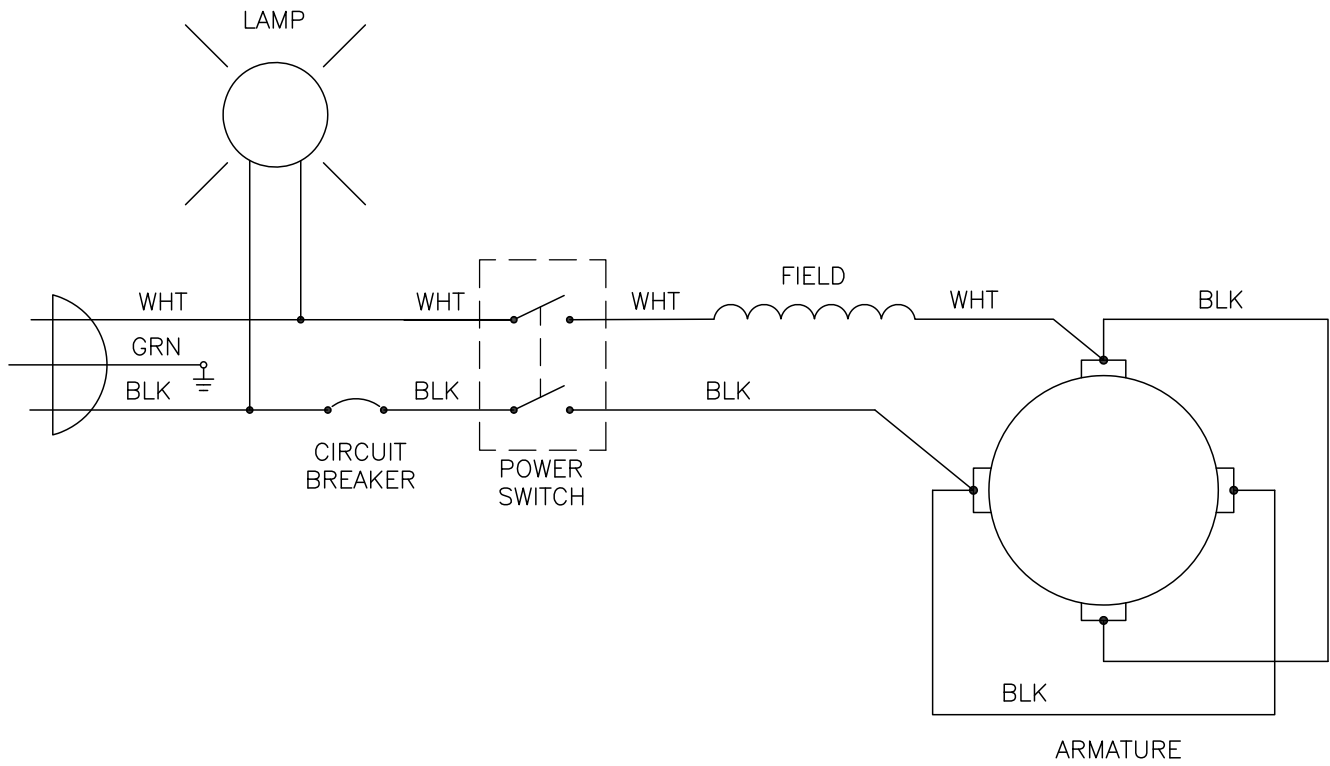 LAMP
FIELD
WHT
WHT
WHT
WHT
BLK
GRN
BLK
BLK
BLK
CIRCUIT
BREAKER
POWER
SWITCH
BLK
ARMATURE